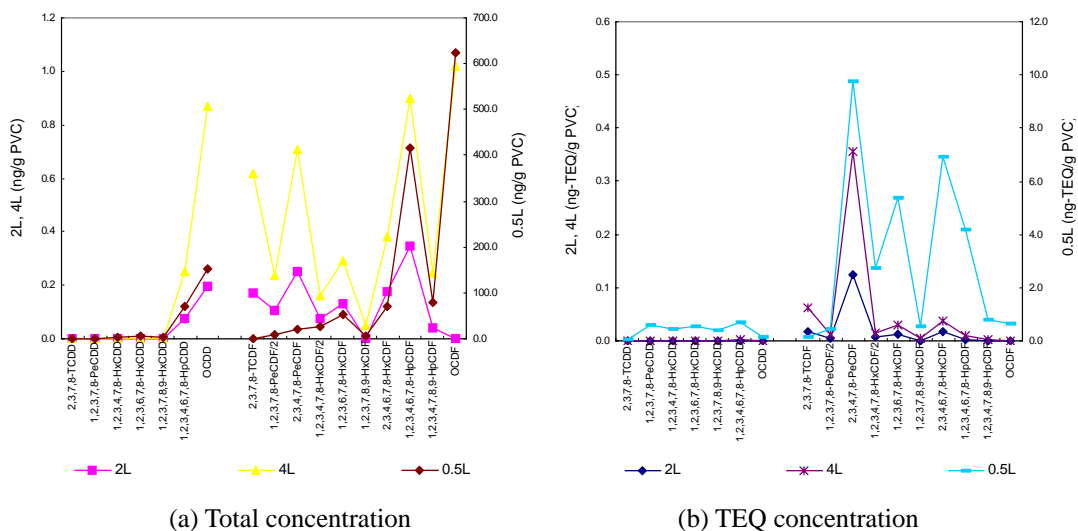 1.2
1.0
0.8
0.6
0.4
0.2
0.0
2L, 4L (ng/g PVC)
700.0
600.0
500.0
400.0
300.0
200.0
100.0
0.0
0.5L (ng/g PVC)
2,3,7,8-TCDD
1,2,3,7,8-PeCDD
1,2,3,4,7,8-HxCDD
1,2,3,6,7,8-HxCDD
1,2,3,7,8,9-HxCDD
1,2,3,4,6,7,8-HpCDD
OCDD
2,3,7,8-TCDF
1,2,3,7,8-PeCDF/2
2,3,4,7,8-PeCDF
1,2,3,4,7,8-HxCDF/2
1,2,3,6,7,8-HxCDF
1,2,3,7,8,9-HxCDF
2,3,4,6,7,8-HxCDF
1,2,3,4,6,7,8-HpCDF
1,2,3,4,7,8,9-HpCDF
OCDF
2L
4L
0.5L
(a) Total concentration
0.6
0.5
0.4
0.3
0.2
0.1
0.0
2L, 4L (ng-TEQ/g PVC)
12.0
10.0
8.0
6.0
4.0
2.0
0.0
0.5L (ng-TEQ/g PVC)
2,3,7,8-TCDD
1,2,3,7,8-PeCDD
1,2,3,4,7,8-HxCDD
1,2,3,6,7,8-HxCDD
1,2,3,7,8,9-HxCDD
1,2,3,4,6,7,8-HpCDD
OCDD
2,3,7,8-TCDF
1,2,3,7,8-PeCDF/2
2,3,4,7,8-PeCDF
1,2,3,4,7,8-HxCDF/2
1,2,3,6,7,8-HxCDF
1,2,3,7,8,9-HxCDF
2,3,4,6,7,8-HxCDF
1,2,3,4,6,7,8-HpCDF
1,2,3,4,7,8,9-HpCDF
OCDF
2L
4L
0.5L
(b) TEQ concentration